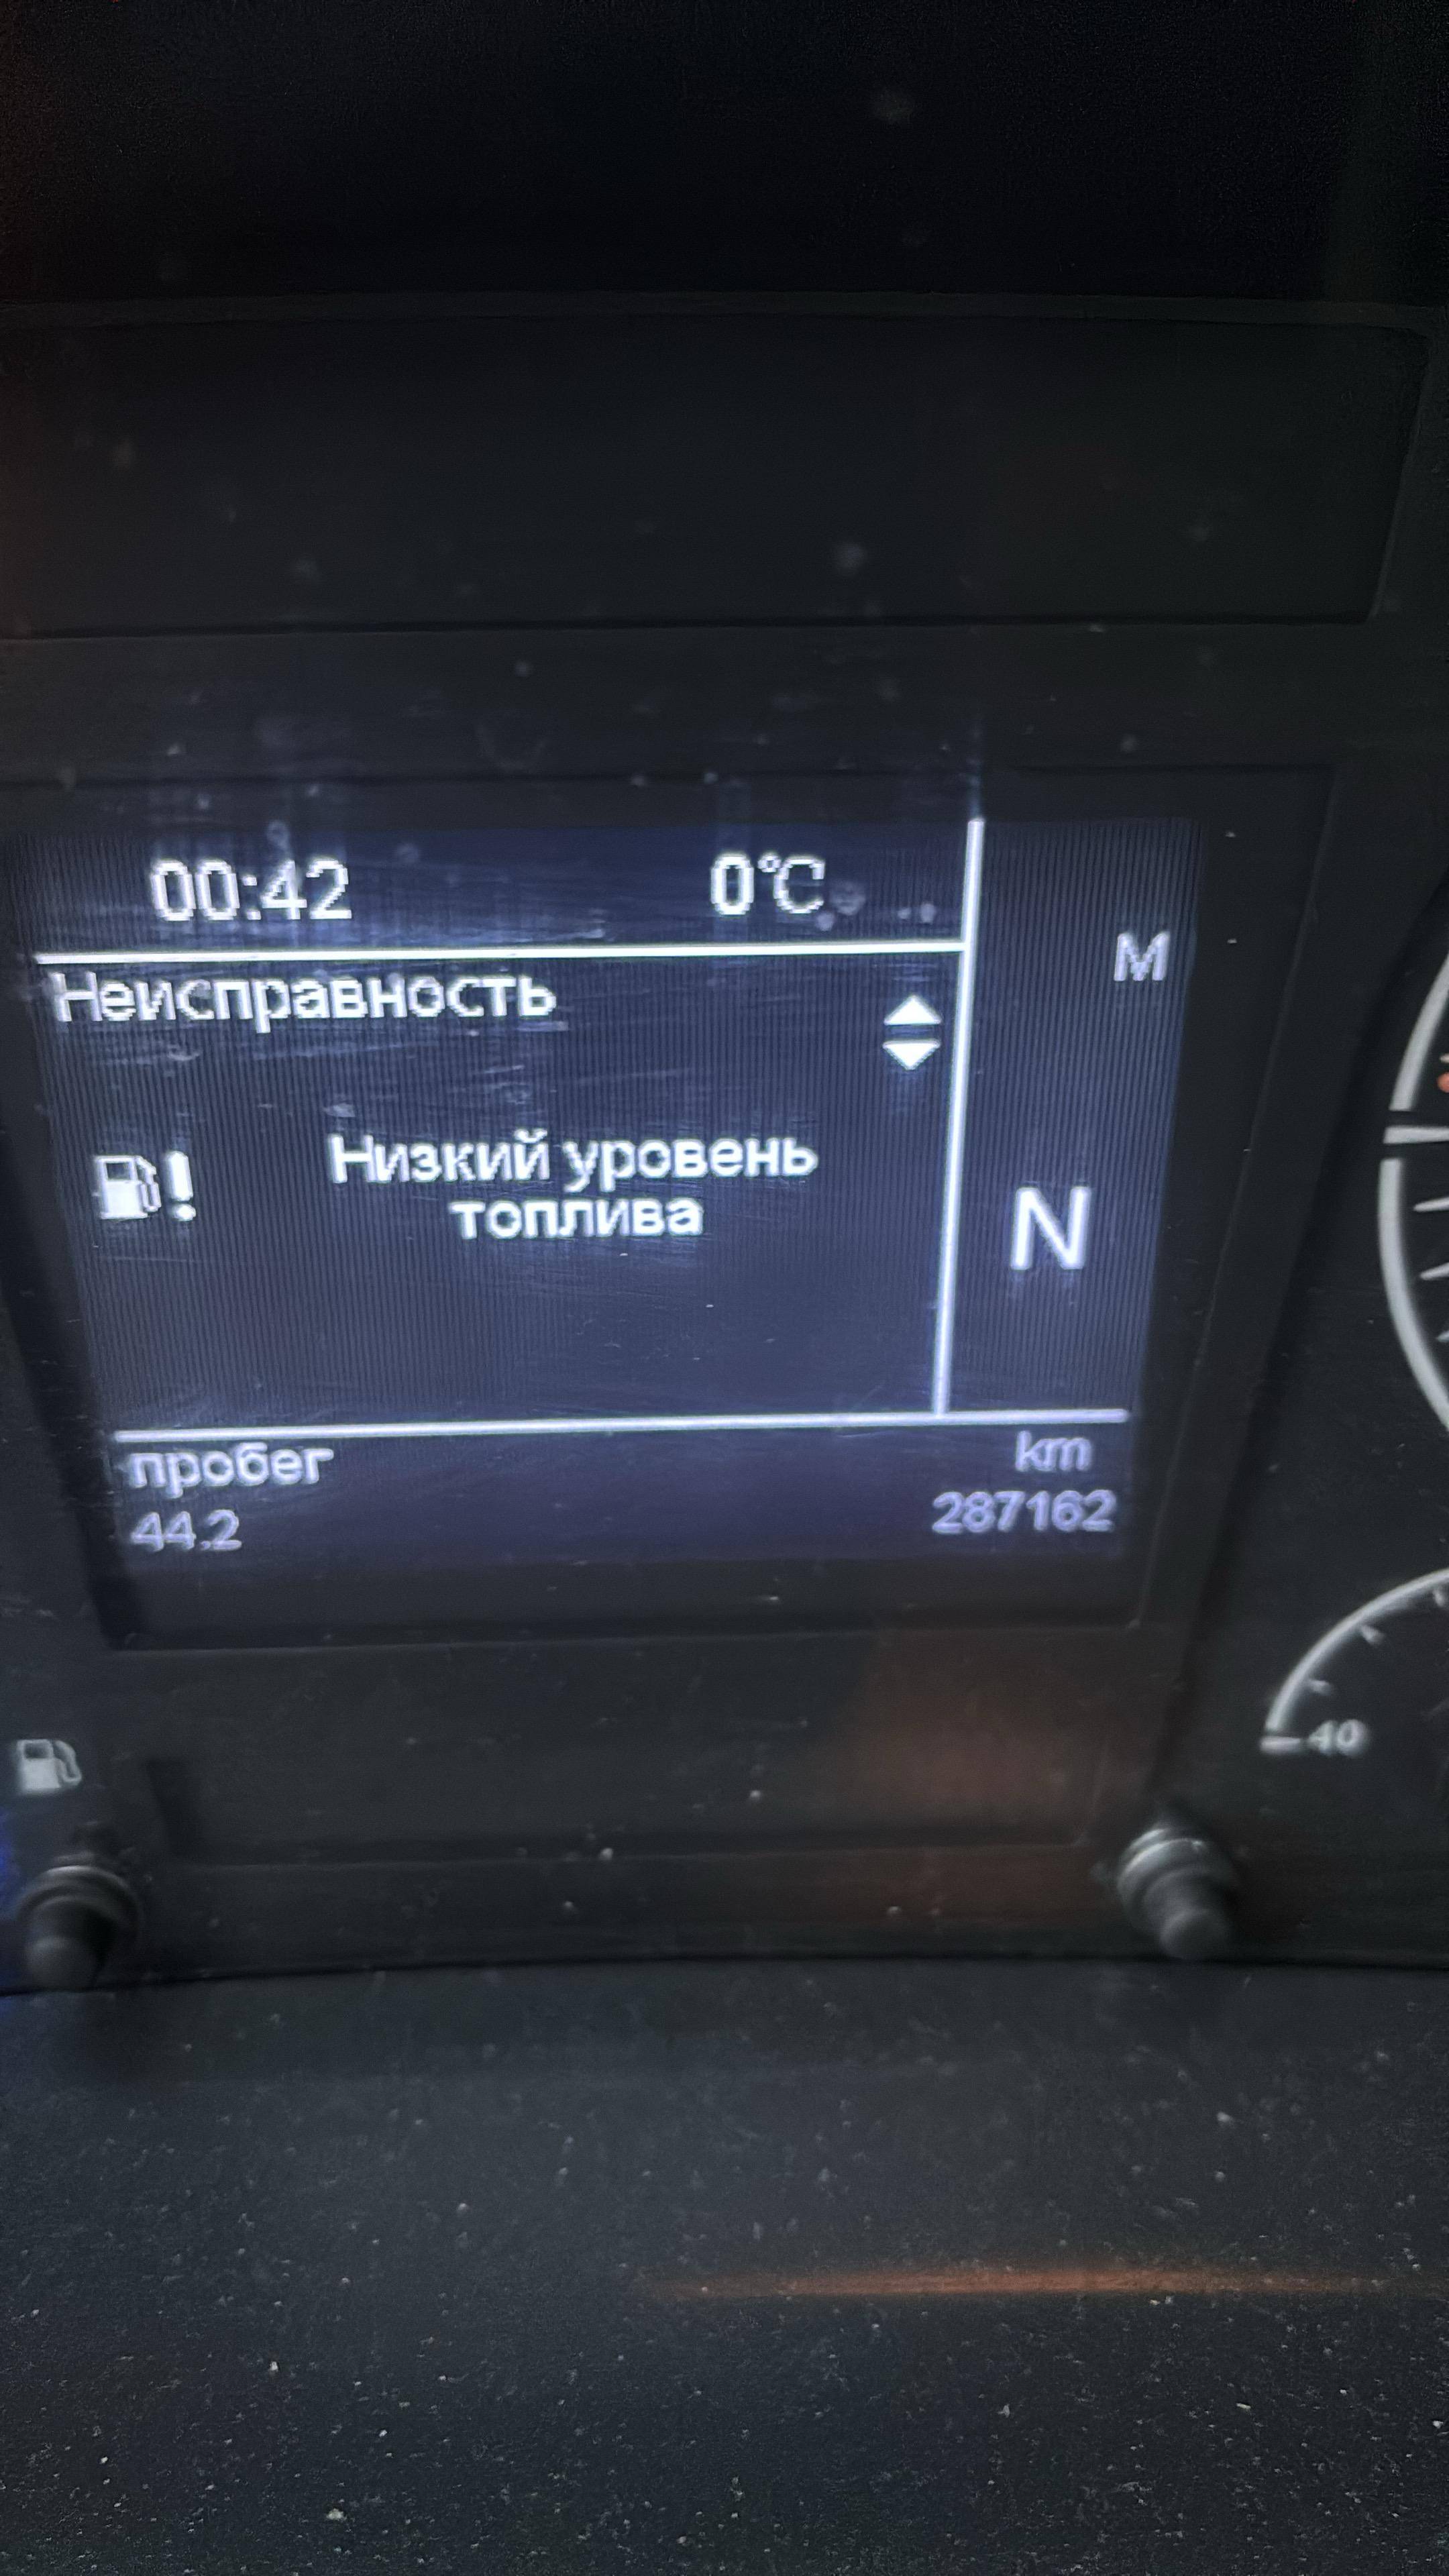 00:42 0°C
M
Неисправность
! Низкий уровень
топлива
N
пробег km
44.2 287162
40